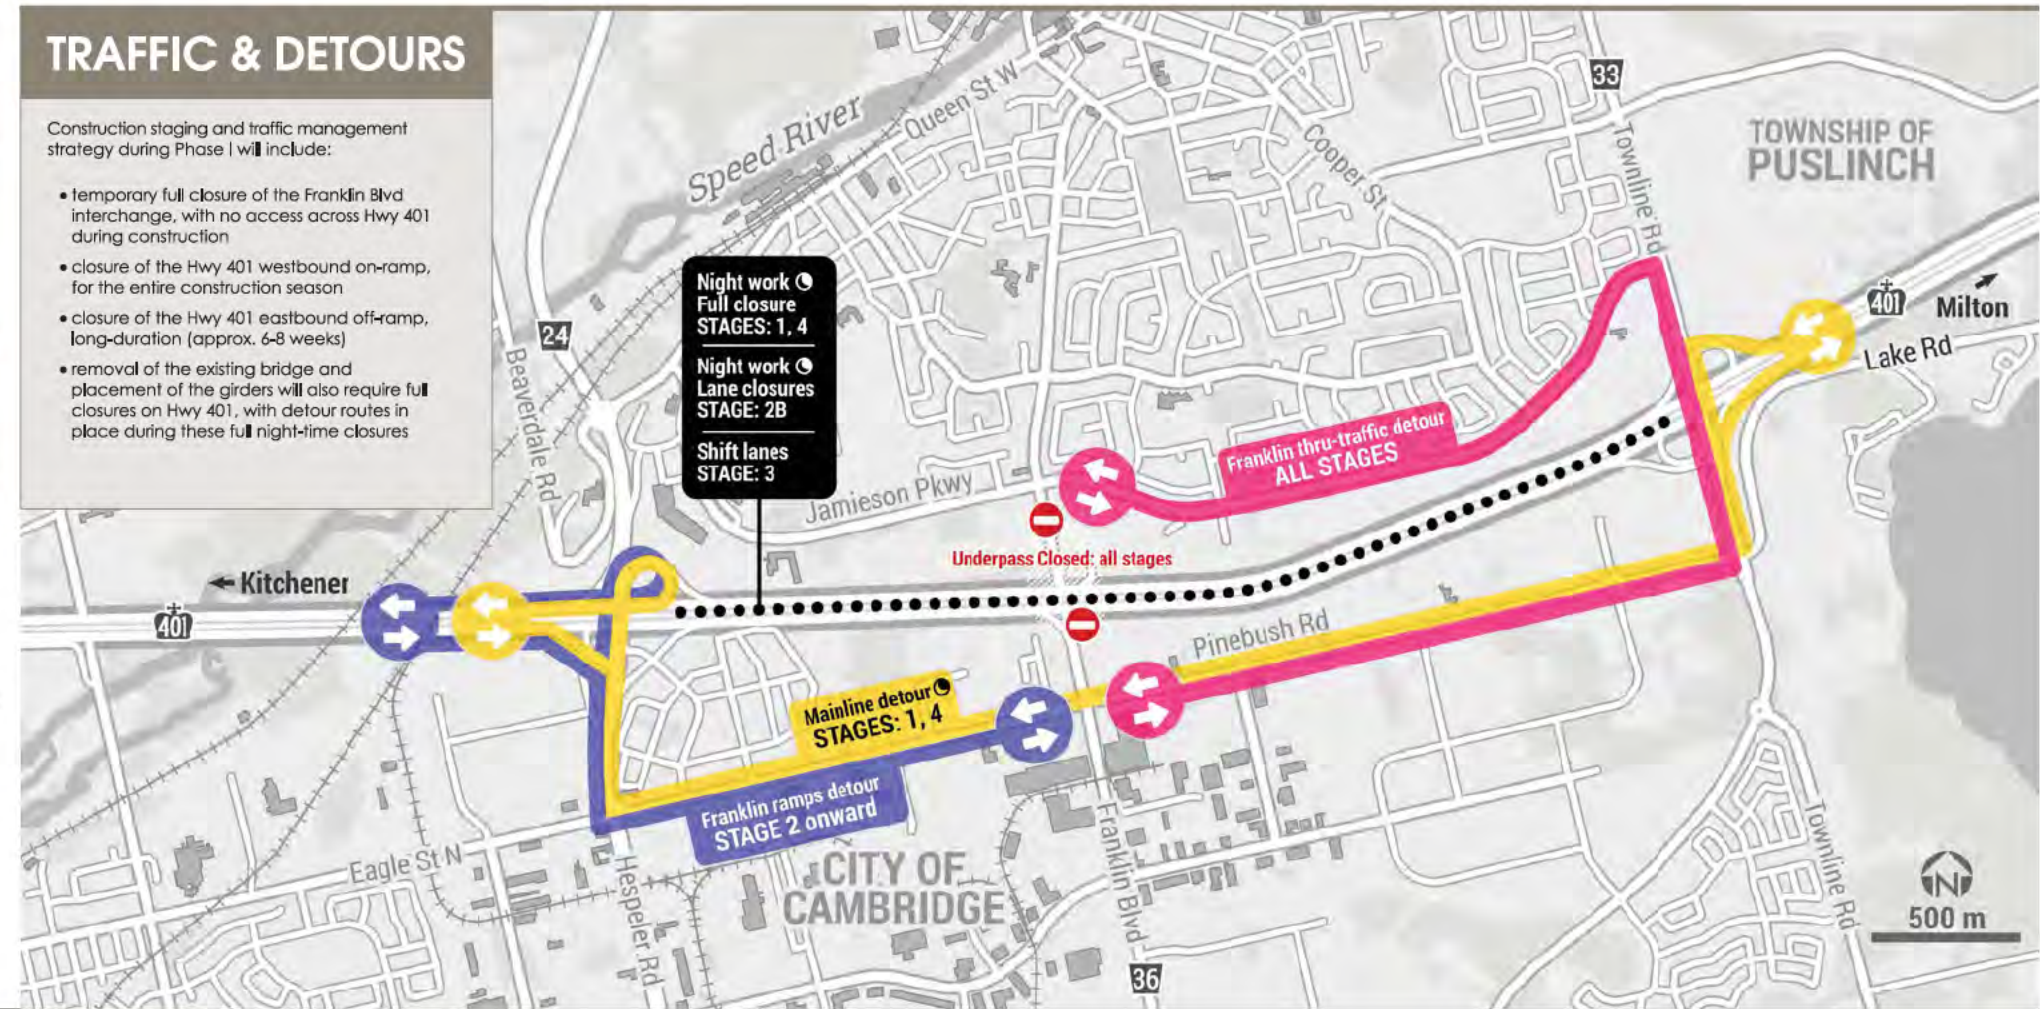 TRAFFIC & DETOURS
Construction staging and traffic management
strategy during Phase I will include:
• temporary full closure of the Franklin Blvd
interchange, with no access across Hwy 401
during construction
• closure of the Hwy 401 westbound on-ramp,
for the entire construction season
• closure of the Hwy 401 eastbound off-ramp,
long-duration (approx. 6-8 weeks)
• removal of the existing bridge and
placement of the girders will also require full
closures on Hwy 401, with detour routes in
place during these full night-time closures
Speed River
Queen St W
Cooper St
33
Townline Rd
TOWNSHIP OF
PUSLINCH
401
Milton
Lake Rd
24
Beaverdale Rd
Night work
Full closure
STAGES: 1, 4
Night work
Lane closures
STAGE: 2B
Shift lanes
STAGE: 3
Jamieson Pkwy
Franklin thru-traffic detour
ALL STAGES
Underpass Closed: all stages
Kitchener
401
Pinebush Rd
Mainline detour
STAGES: 1, 4
Franklin ramps detour
STAGE 2 onward
Eagle St N
Hespeler Rd
CITY OF
CAMBRIDGE
Franklin Blvd
36
Townline Rd
N
500 m